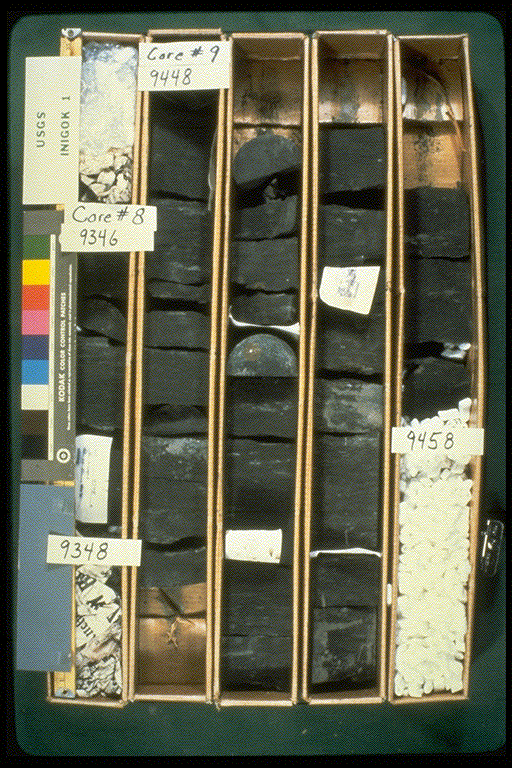 USGS
INIGOK 1
Core # 9
9448
Core # 8
9346
KODAK COLOR CONTROL PATCHES
9348
9458